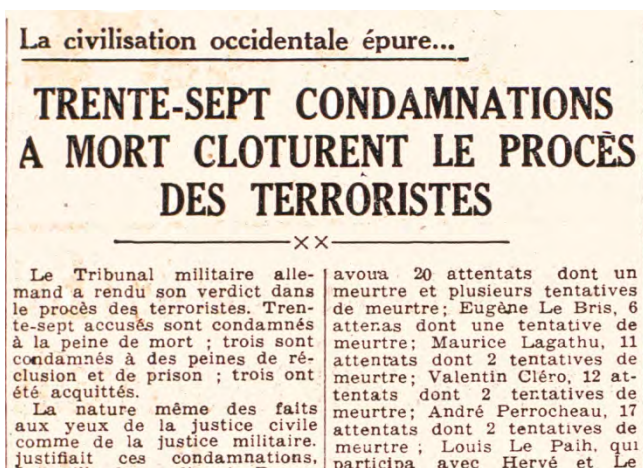 La civilisation occidentale épure...
TRENTE-SEPT CONDAMNATIONS
A MORT CLOTURENT LE PROCÈS
DES TERRORISTES
××
Le Tribunal militaire alle-
mand a rendu son verdict dans
le procès des terroristes. Tren-
te-sept accusés sont condamnés
à la peine de mort ; trois sont
condamnés à des peines de ré-
clusion et de prison ; trois ont
été acquittés.
La nature même des faits
aux yeux de la justice civile
comme de la justice militaire.
justifiait ces condamnations,
avoua 20 attentats dont un
meurtre et plusieurs tentatives
de meurtre; Eugène Le Bris, 6
attenas dont une tentative de
meurtre; Maurice Lagathu, 11
attentats dont 2 tentatives de
meurtre; Valentin Cléro, 12 at-
tentats dont 2 tentatives de
meurtre; André Perrocheau, 17
attentats dont 2 tentatives de
meurtre ; Louis Le Paih, qui
participa avec Hervé et Le